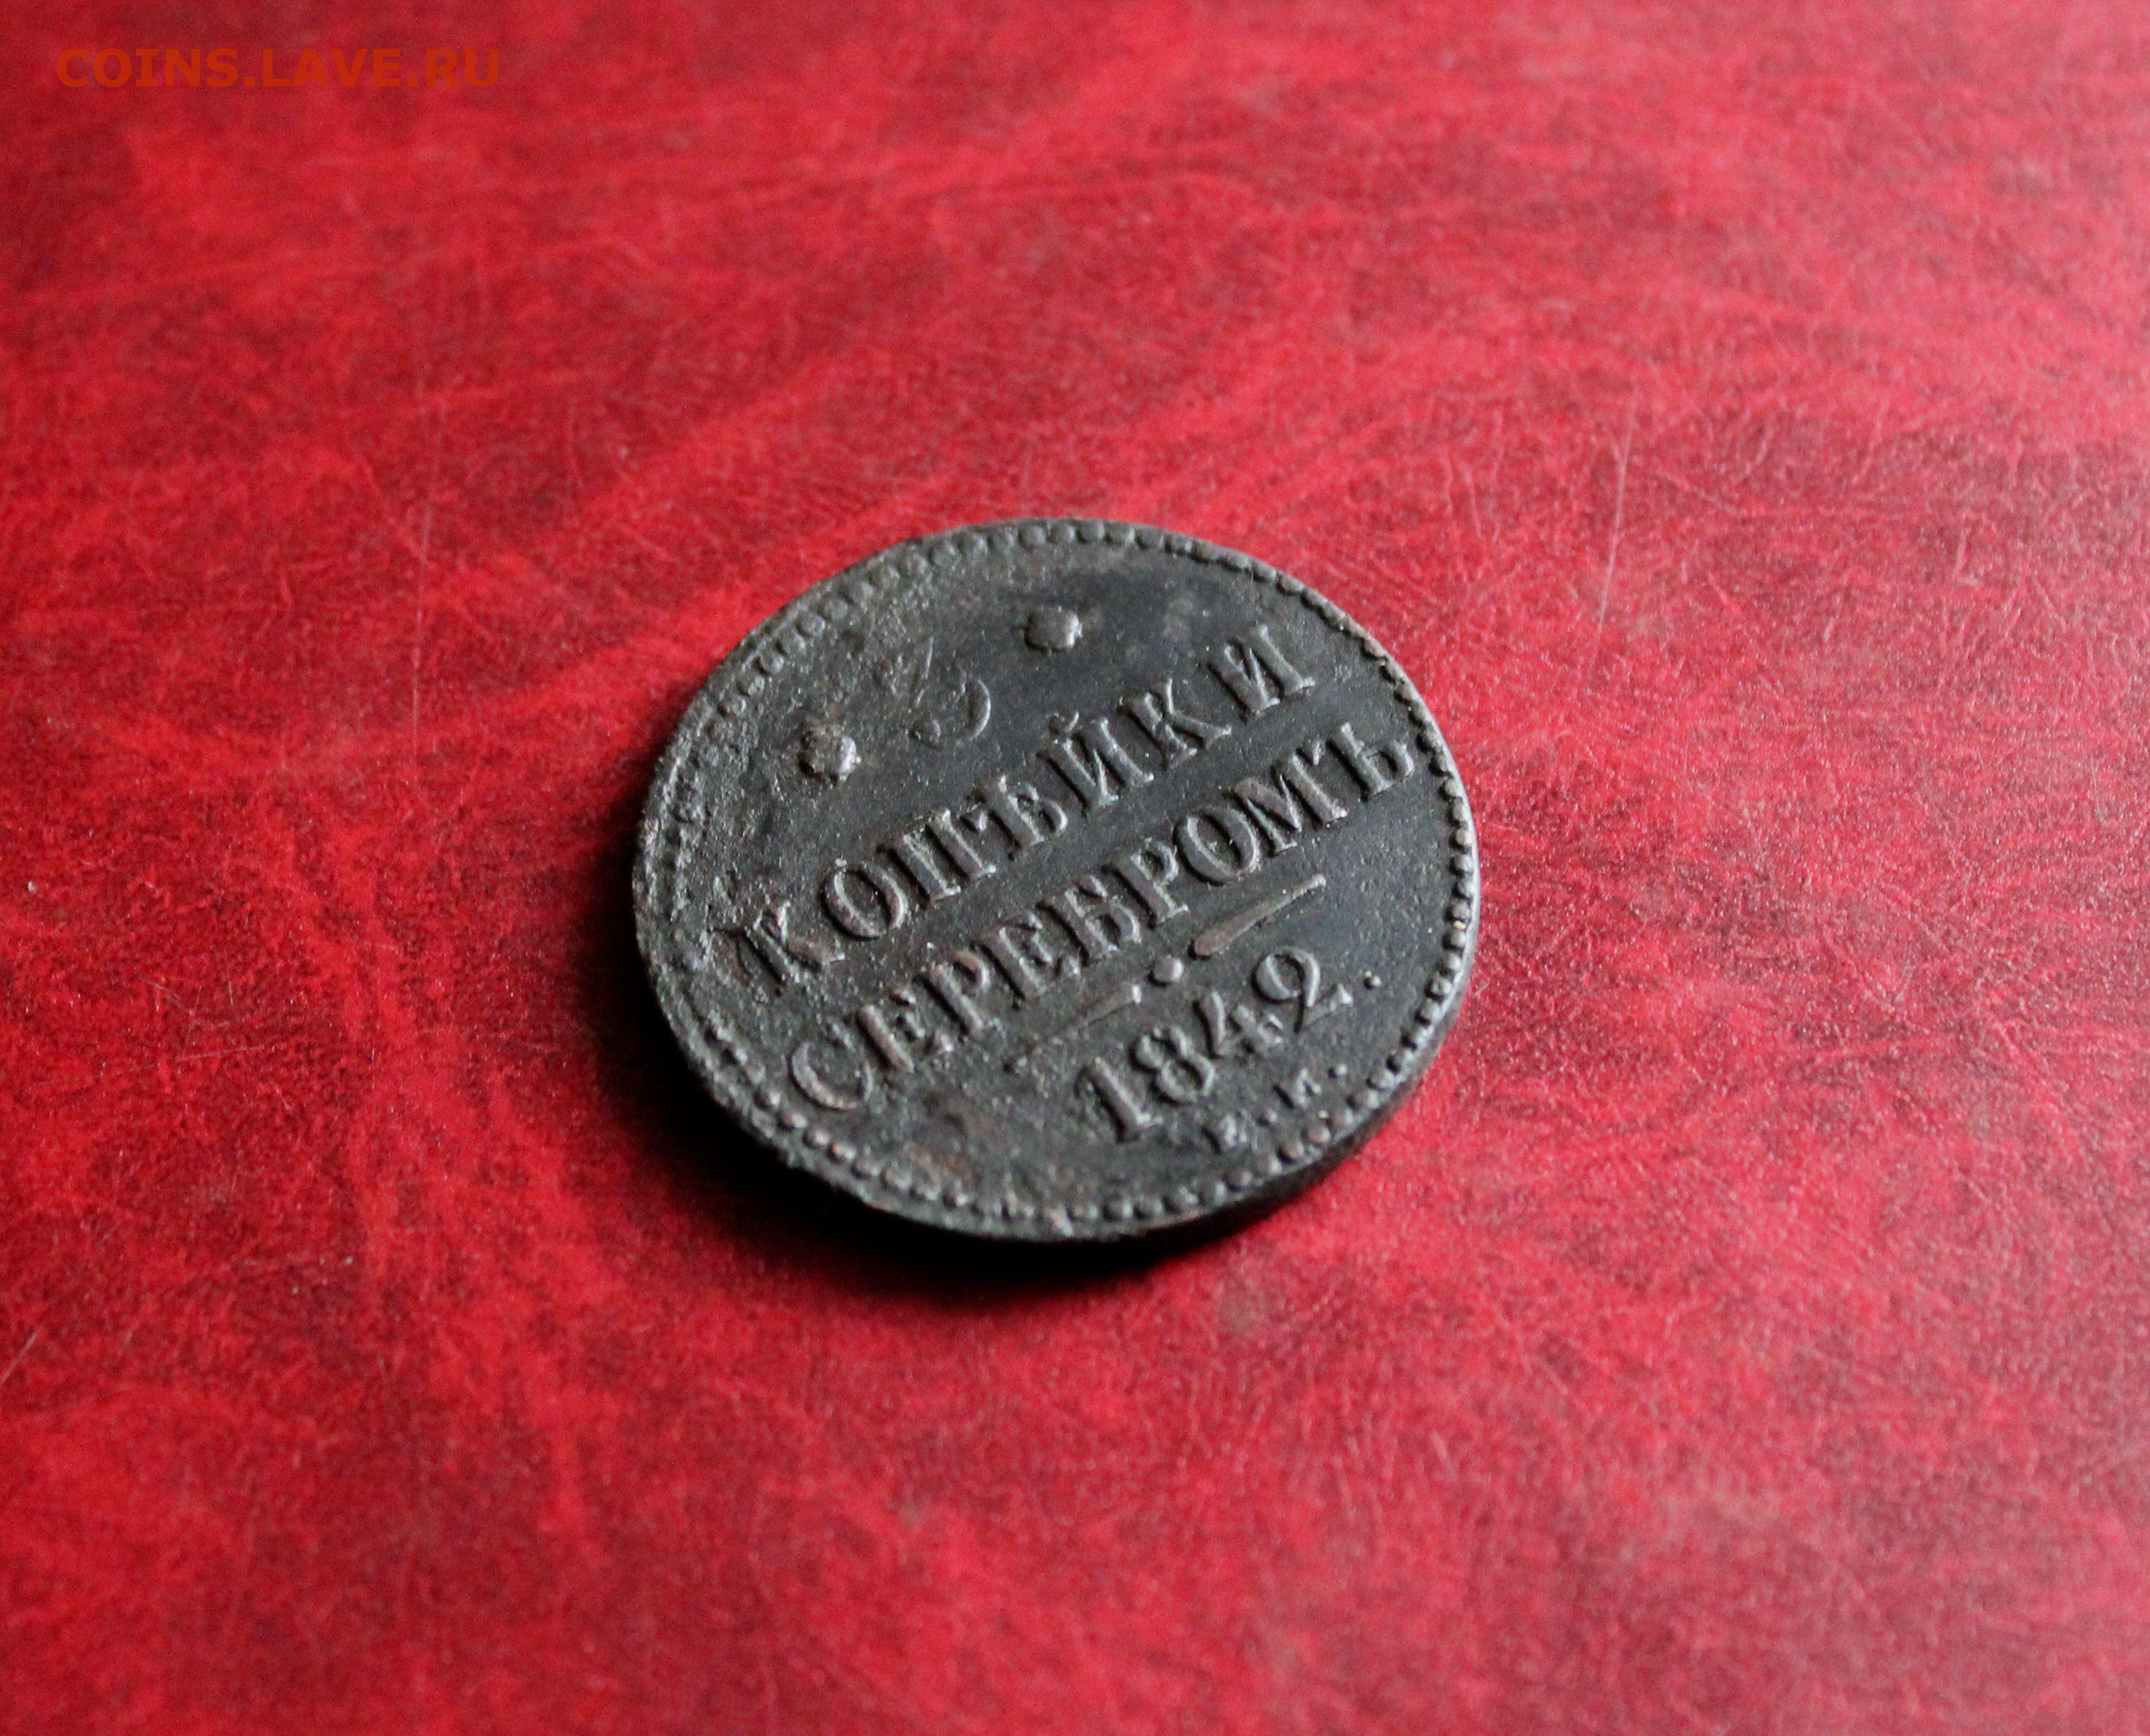 COINS.LAVE.RU
3
КОПѢЙКИ
СЕРЕБРОМЪ
1842.
Е.М.